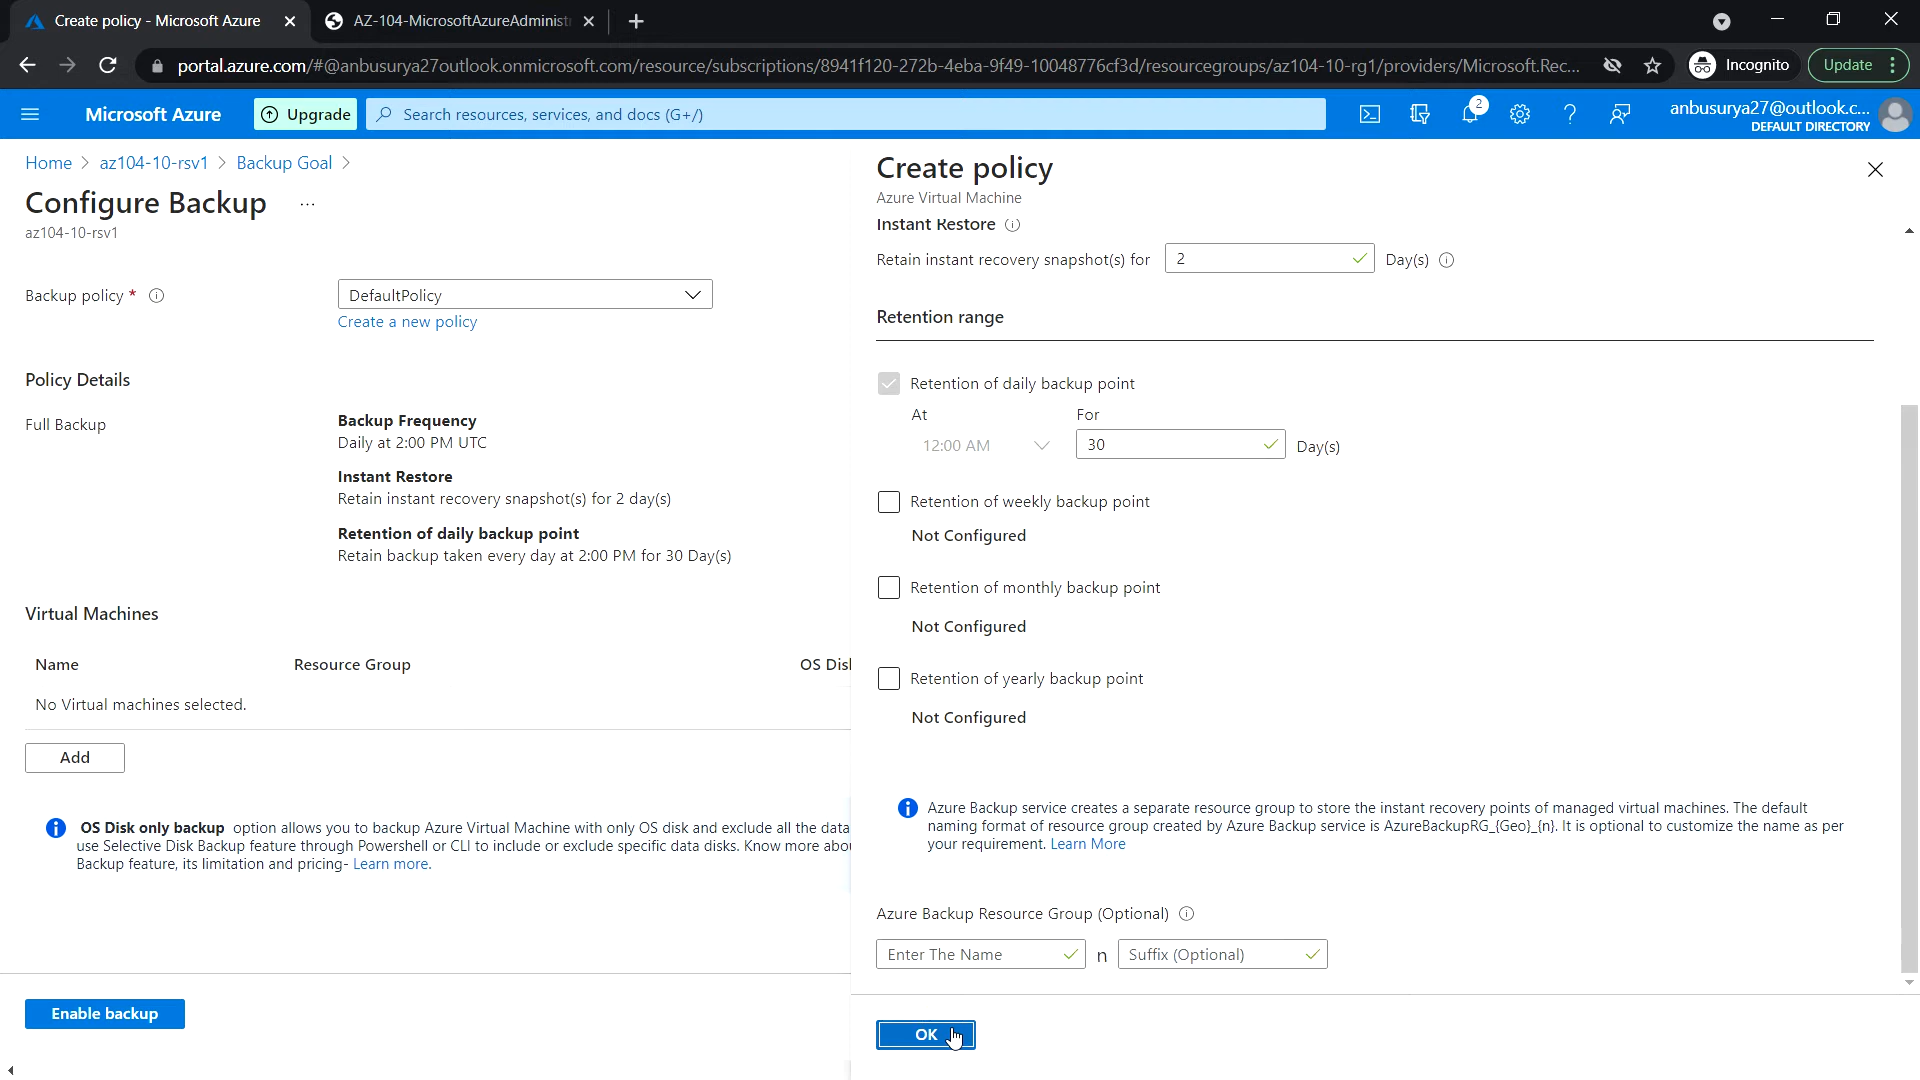 Create policy - Microsoft Azure
AZ-104-MicrosoftAzureAdminist
portal.azure.com/#@anbusurya27outlook.onmicrosoft.com/resource/subscriptions/8941f120-272b-4eba-9f49-10048776cf3d/resourcegroups/az104-10-rg1/providers/Microsoft.Rec...
Incognito
Update
Microsoft Azure
Upgrade
Search resources, services, and docs (G+/)
2
anbusurya27@outlook.c...
DEFAULT DIRECTORY
Home > az104-10-rsv1 > Backup Goal >
Configure Backup ...
az104-10-rsv1
Backup policy *
DefaultPolicy
Create a new policy
Policy Details
Full Backup
Backup Frequency
Daily at 2:00 PM UTC
Instant Restore
Retain instant recovery snapshot(s) for 2 day(s)
Retention of daily backup point
Retain backup taken every day at 2:00 PM for 30 Day(s)
Virtual Machines
Name
Resource Group
OS Disk
No Virtual machines selected.
Add
OS Disk only backup option allows you to backup Azure Virtual Machine with only OS disk and exclude all the data
use Selective Disk Backup feature through Powershell or CLI to include or exclude specific data disks. Know more abou
Backup feature, its limitation and pricing- Learn more.
Enable backup
Create policy
Azure Virtual Machine
Instant Restore
Retain instant recovery snapshot(s) for 2 Day(s)
Retention range
Retention of daily backup point
At
For
12:00 AM
30
Day(s)
Retention of weekly backup point
Not Configured
Retention of monthly backup point
Not Configured
Retention of yearly backup point
Not Configured
Azure Backup service creates a separate resource group to store the instant recovery points of managed virtual machines. The default
naming format of resource group created by Azure Backup service is AzureBackupRG_{Geo}_{n}. It is optional to customize the name as per
your requirement. Learn More
Azure Backup Resource Group (Optional)
Enter The Name n Suffix (Optional)
OK